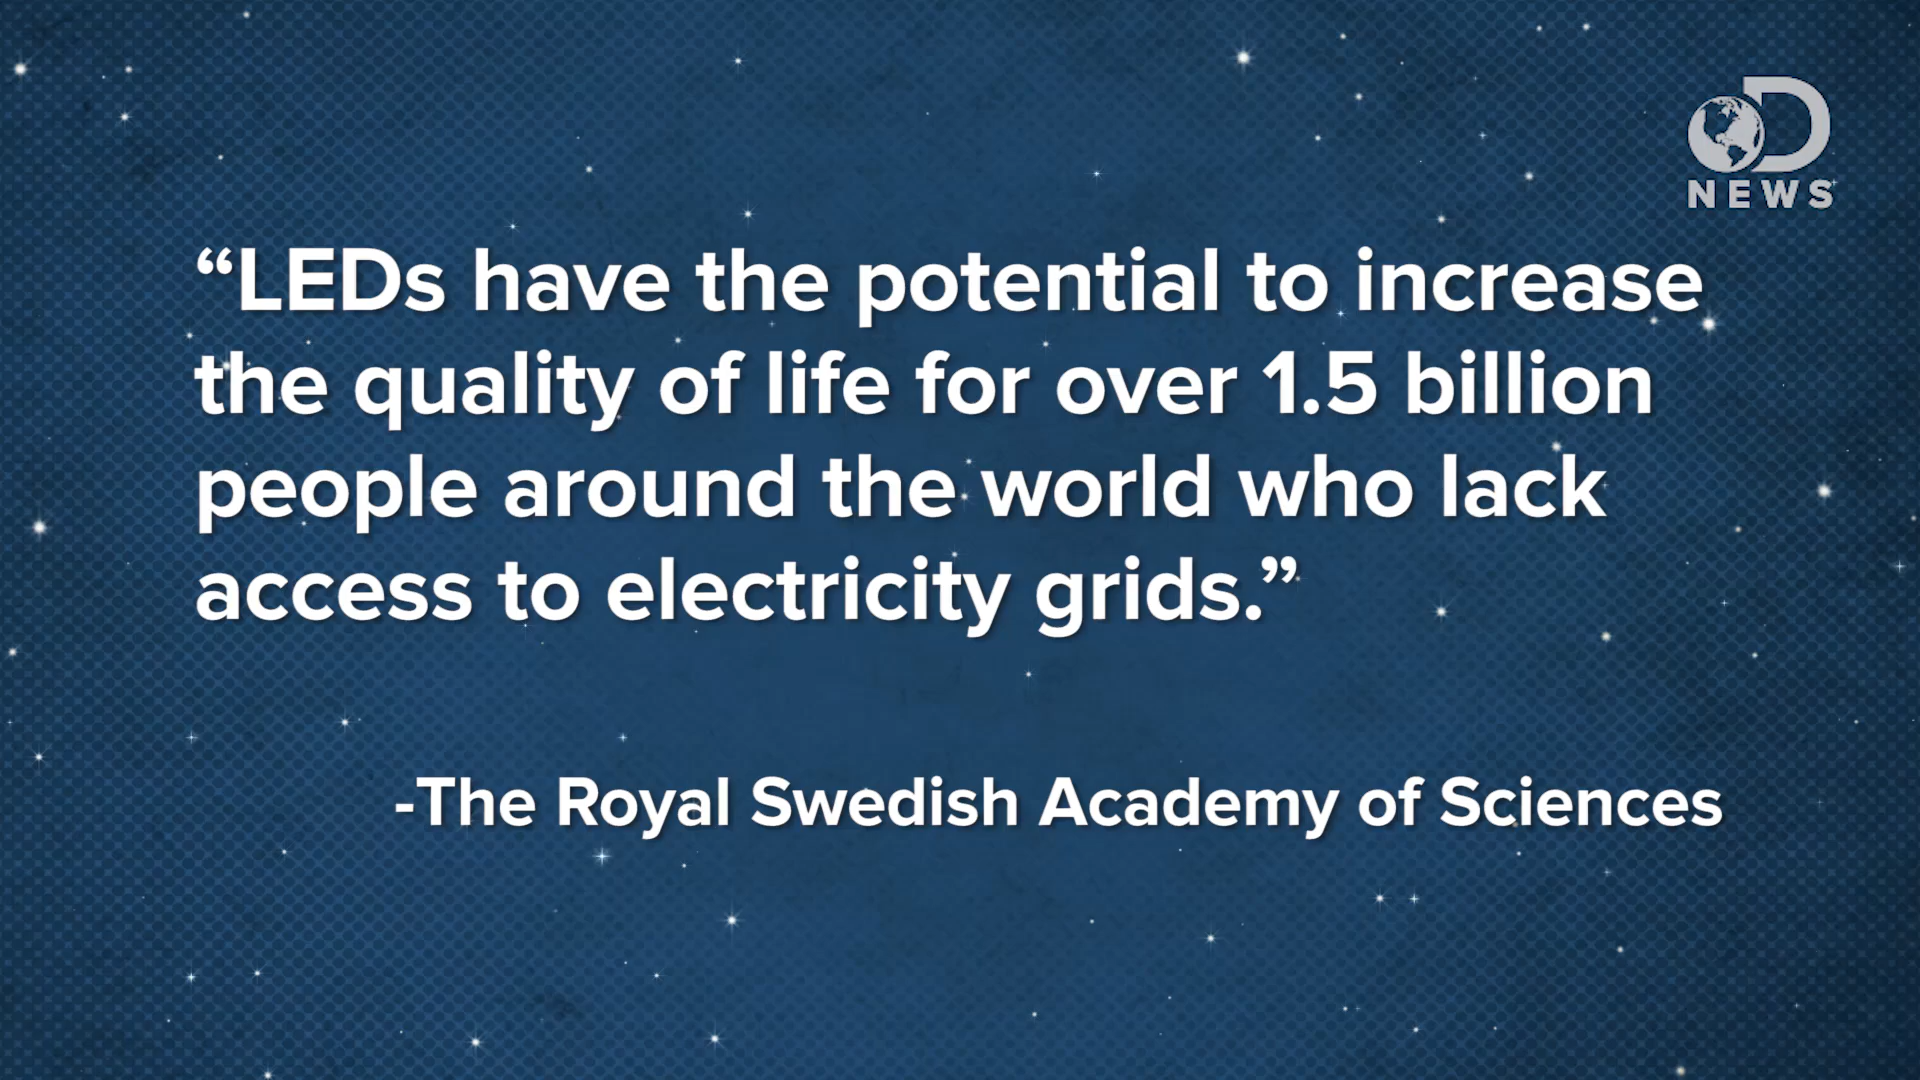 NEWS
“LEDs have the potential to increase
the quality of life for over 1.5 billion
people around the world who lack
access to electricity grids.”
-The Royal Swedish Academy of Sciences